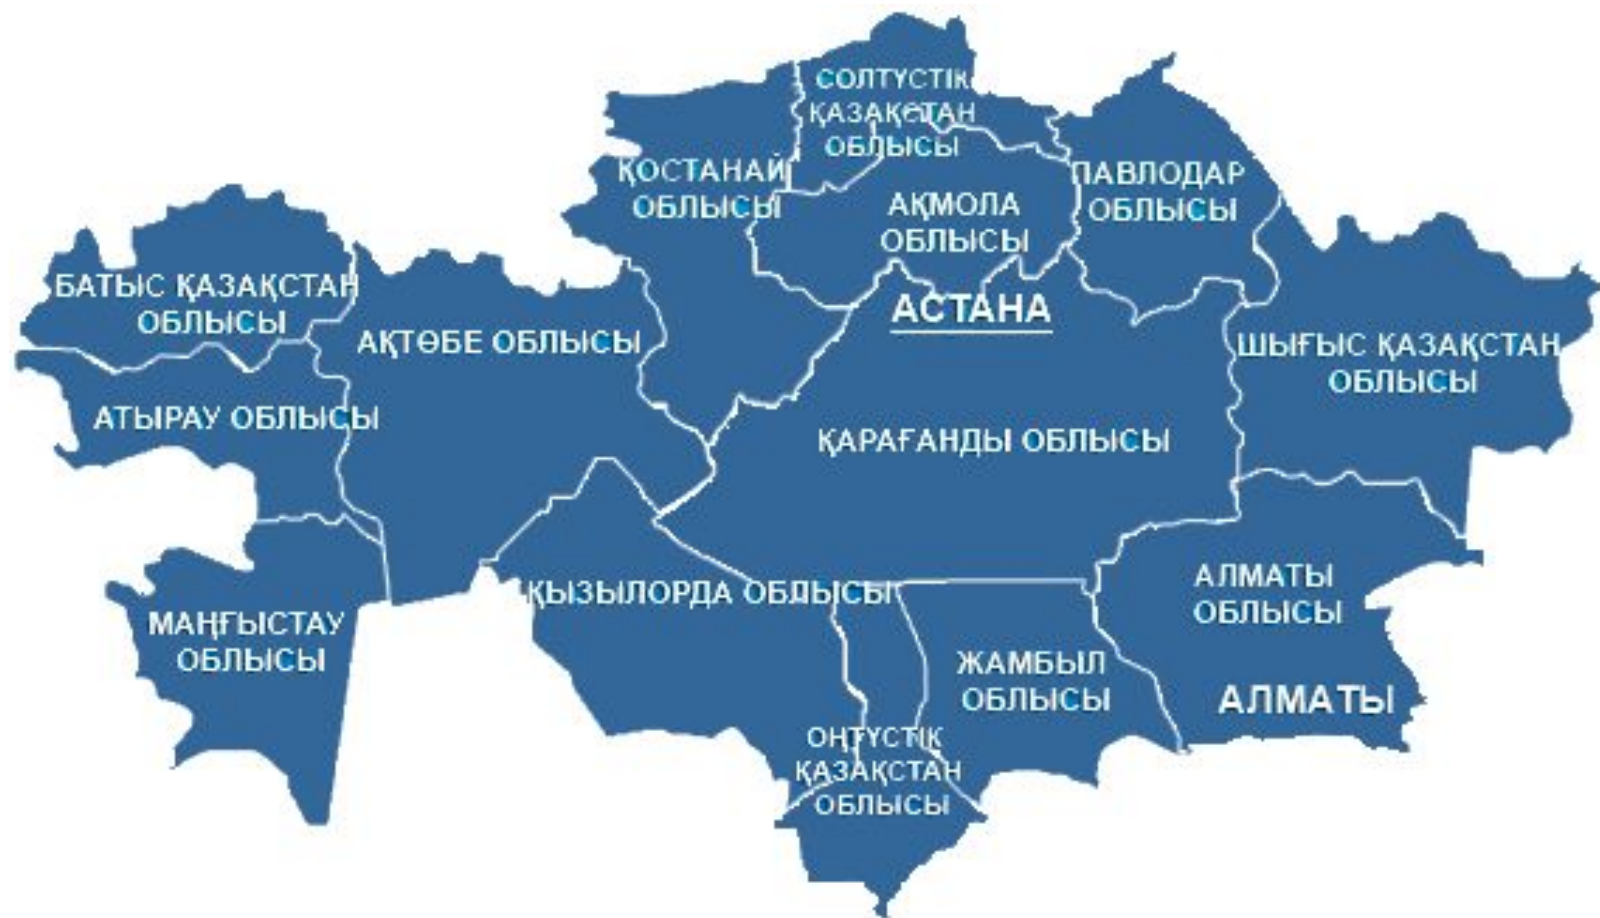 СОЛТҮСТІК
ҚАЗАҚСТАН
ОБЛЫСЫ
ҚОСТАНАЙ
ОБЛЫСЫ
ПАВЛОДАР
ОБЛЫСЫ
АҚМОЛА
ОБЛЫСЫ
БАТЫС ҚАЗАҚСТАН
ОБЛЫСЫ
АСТАНА
АҚТӨБЕ ОБЛЫСЫ
ШЫҒЫС ҚАЗАҚСТАН
ОБЛЫСЫ
АТЫРАУ ОБЛЫСЫ
ҚАРАҒАНДЫ ОБЛЫСЫ
ҚЫЗЫЛОРДА ОБЛЫСЫ
АЛМАТЫ
ОБЛЫСЫ
МАҢҒЫСТАУ
ОБЛЫСЫ
ЖАМБЫЛ
ОБЛЫСЫ
АЛМАТЫ
ОҢТҮСТІК
ҚАЗАҚСТАН
ОБЛЫСЫ